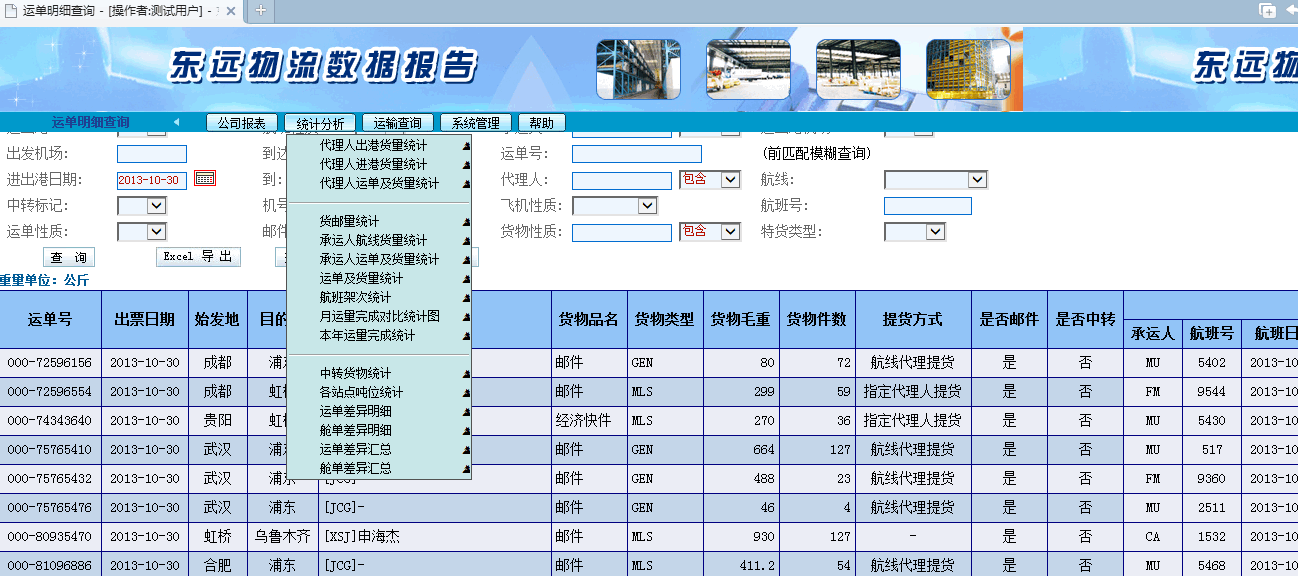 运单明细查询 - [操作者:测试用户] -
东远物流数据报告
东远物
运单明细查询 公司报表 统计分析 运输查询 系统管理 帮助
出发机场: 到达 运单号: (前匹配模糊查询)
进出港日期: 2013-10-30 到: 代理人: 包含 航线:
中转标记: 机号 飞机性质: 航班号:
运单性质: 邮件 货物性质: 包含 特货类型:
查 询 Excel 导 出
重量单位：公斤
代理人出港货量统计
代理人进港货量统计
代理人运单及货量统计
货邮量统计
承运人航线货量统计
承运人运单及货量统计
运单及货量统计
航班架次统计
月运量完成对比统计图
本年运量完成统计
中转货物统计
各站点吨位统计
运单差异明细
舱单差异明细
运单差异汇总
舱单差异汇总
运单号 出票日期 始发地 目的 货物品名 货物类型 货物毛重 货物件数 提货方式 是否邮件 是否中转
承运人 航班号 航班日
000-72596156 2013-10-30 成都 浦东 邮件 GEN 80 72 航线代理提货 是 否 MU 5402 2013-10
000-72596554 2013-10-30 成都 虹桥 邮件 MLS 299 59 指定代理人提货 是 否 FM 9544 2013-10
000-74343640 2013-10-30 贵阳 虹桥 经济快件 MLS 270 36 指定代理人提货 是 否 MU 5430 2013-10
000-75765410 2013-10-30 武汉 浦东 邮件 GEN 664 127 航线代理提货 是 否 MU 517 2013-10
000-75765432 2013-10-30 武汉 浦东 [JCG]- 邮件 GEN 488 23 航线代理提货 是 否 FM 9360 2013-10
000-75765476 2013-10-30 武汉 浦东 [JCG]- 邮件 GEN 46 4 航线代理提货 是 否 MU 2511 2013-10
000-80935470 2013-10-30 虹桥 乌鲁木齐 [XSJ]申海杰 邮件 MLS 930 127 - 是 否 CA 1532 2013-10
000-81096886 2013-10-30 合肥 浦东 [JCG]- 邮件 MLS 411.2 54 航线代理提货 是 否 MU 5468 2013-10